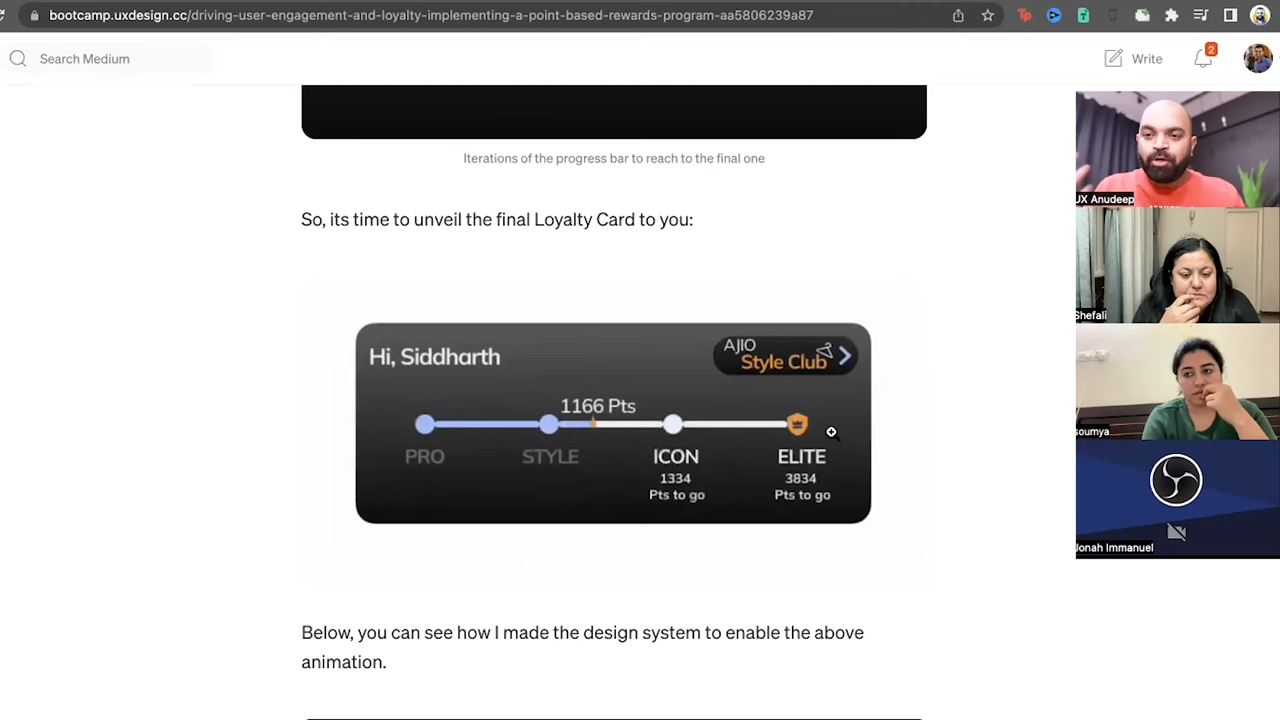 bootcamp.uxdesign.cc/driving-user-engagement-and-loyalty-implementing-a-point-based-rewards-program-aa5806239a87
Search Medium
Write
2
Iterations of the progress bar to reach to the final one
So, its time to unveil the final Loyalty Card to you:
Hi, Siddharth
AJIO
Style Club
1166 Pts
PRO
STYLE
ICON
ELITE
1334
3834
Pts to go
Pts to go
Below, you can see how I made the design system to enable the above
animation.
UX Anudeep
Shefali
soumya
Jonah Immanuel